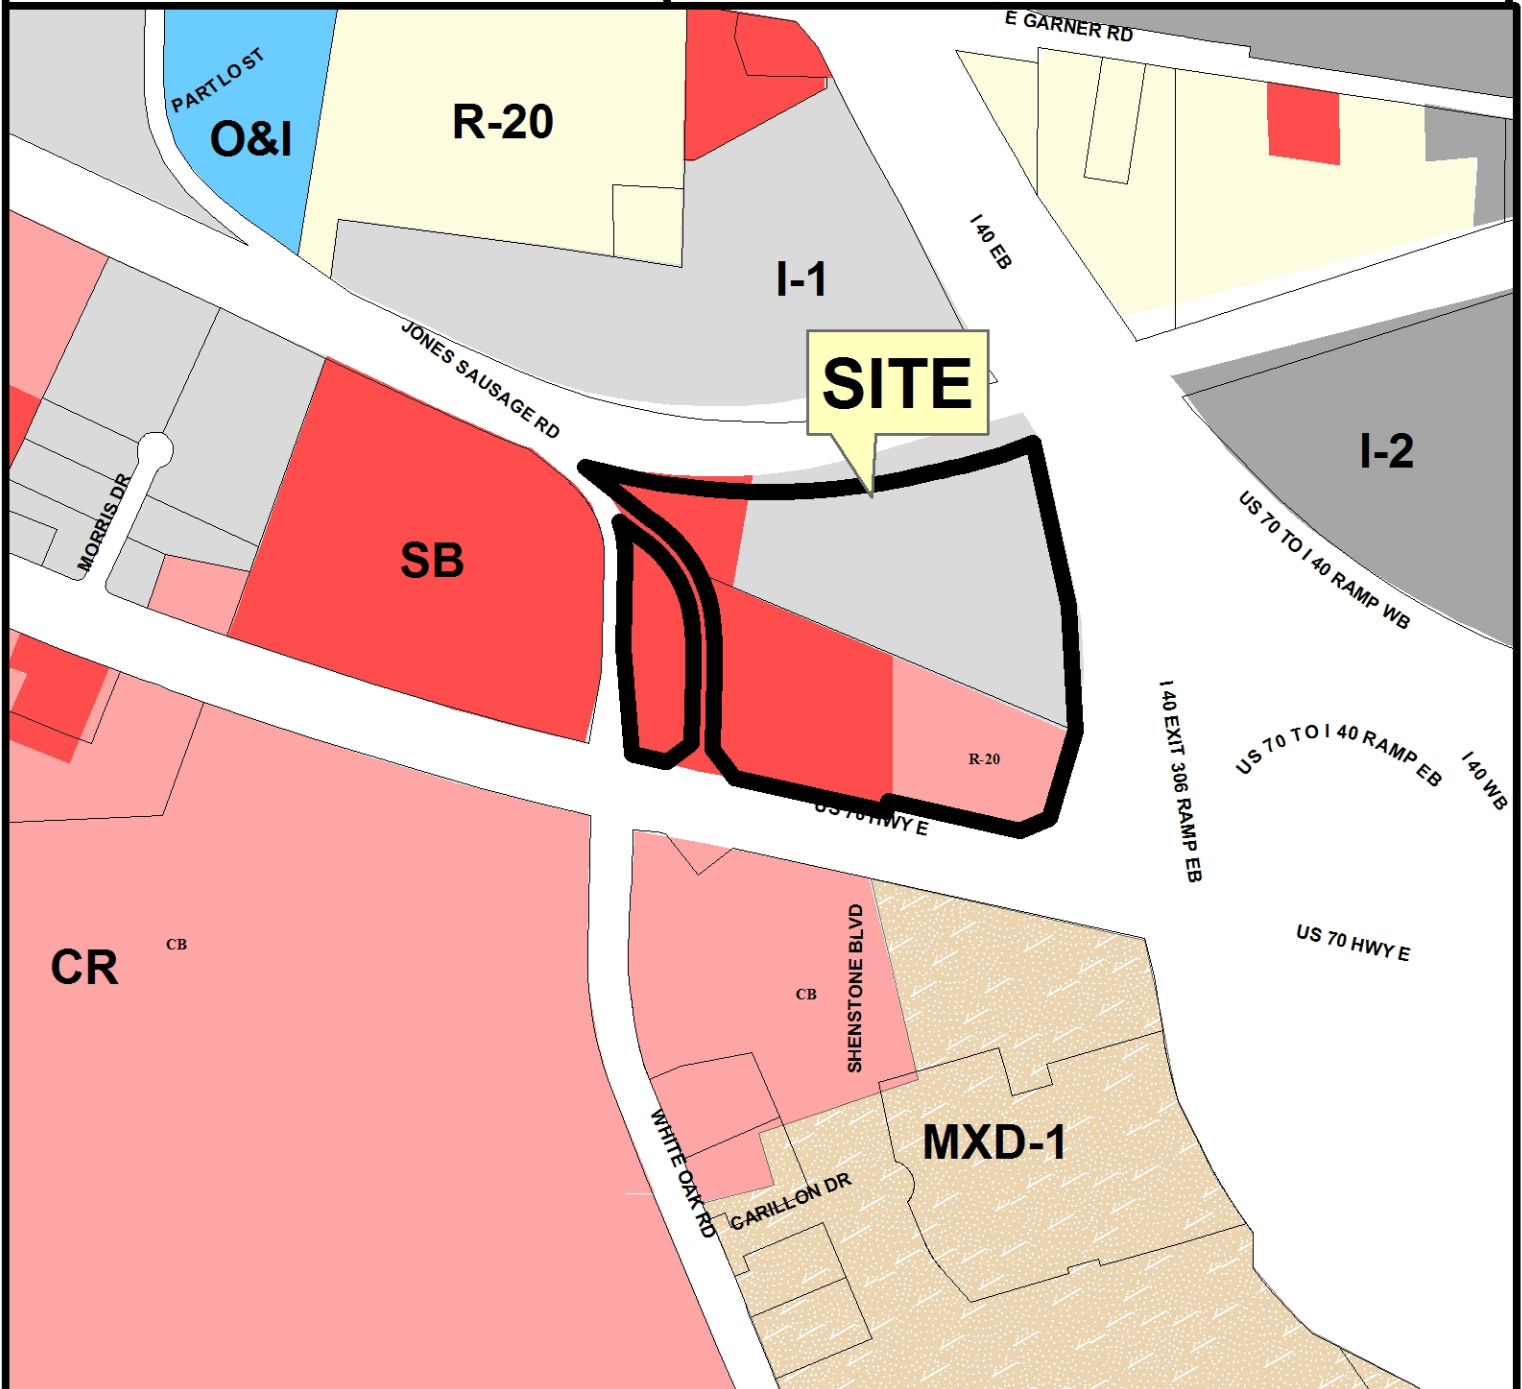 E GARNER RD
PARTLO ST
O&I
R-20
I 40 EB
I-1
JONES SAUSAGE RD
SITE
I-2
MORRIS DR
SB
US 70 TO I 40 RAMP WB
I 40 EXIT 306 RAMP EB
US 70 TO I 40 RAMP EB
I 40 WB
R-20
US 70 HWY E
CR
CB
CB
SHENSTONE BLVD
US 70 HWY E
WHITE OAK RD
MXD-1
CARILLON DR